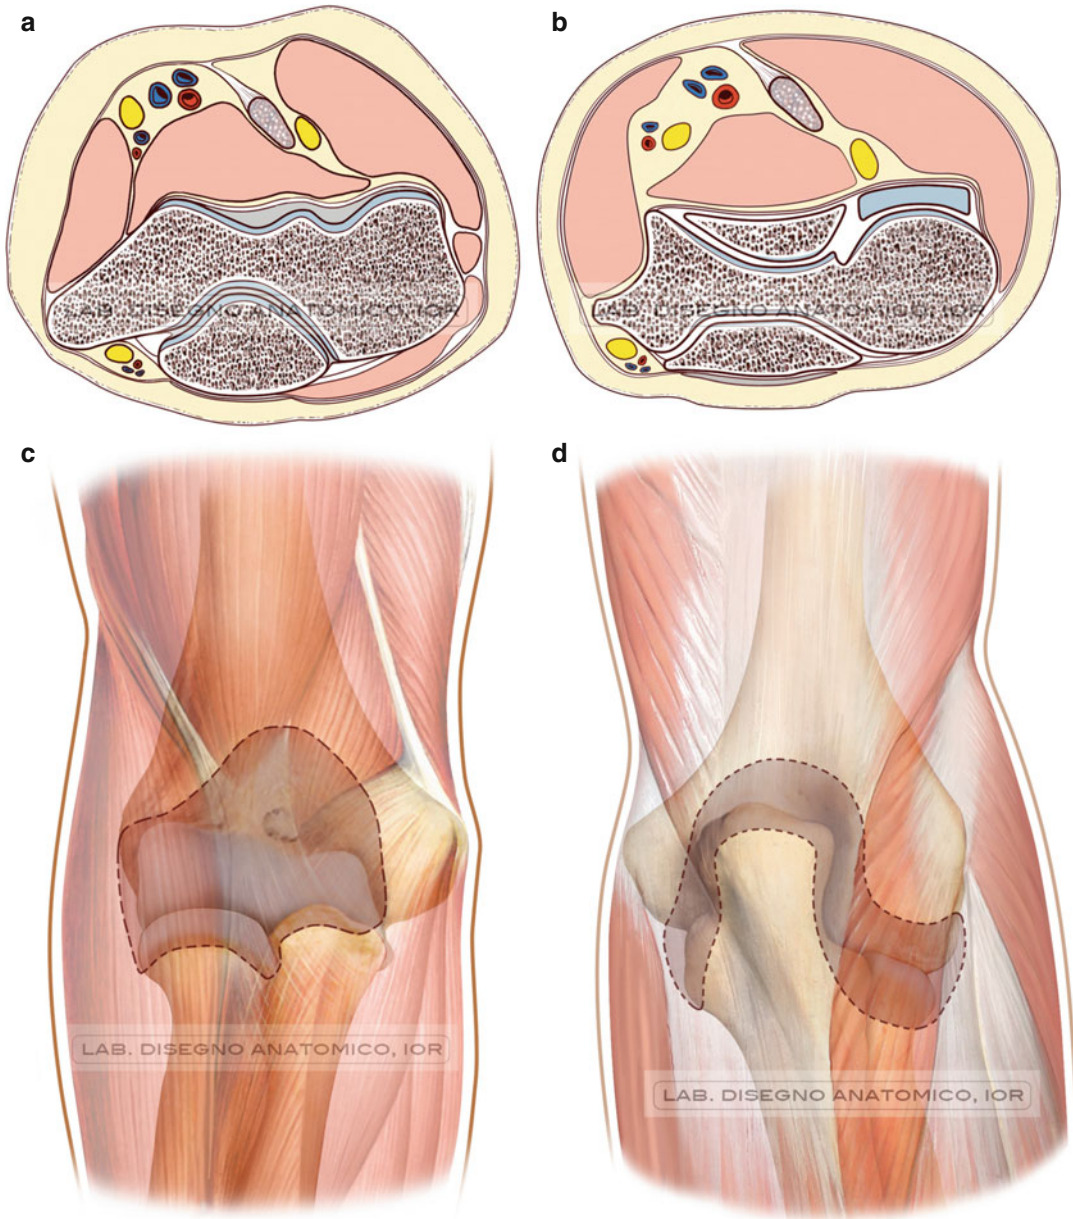 a
b
LAB. DISEGNO ANATOMICO, IOR
LAB. DISEGNO ANATOMICO, IOR
c
d
LAB. DISEGNO ANATOMICO, IOR
LAB. DISEGNO ANATOMICO, IOR